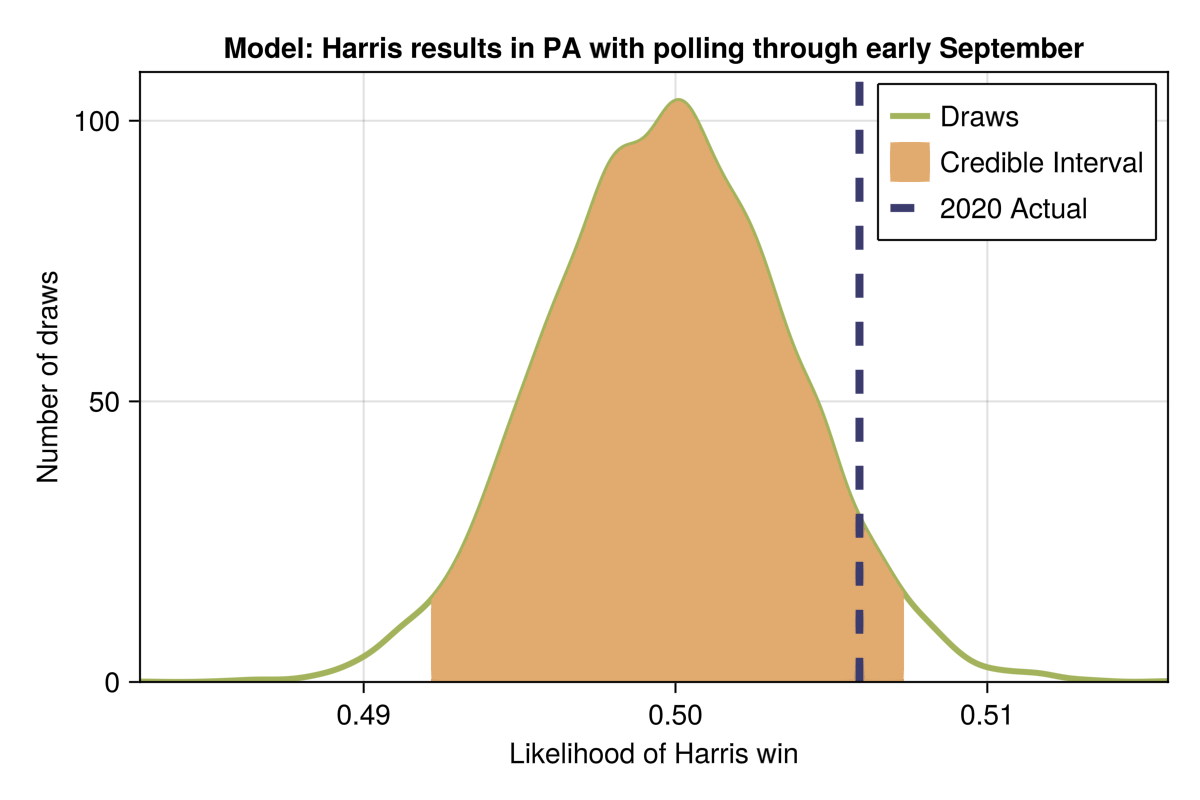 Model: Harris results in PA with polling through early September
Draws
Credible Interval
2020 Actual
Number of draws
100
50
0
0.49
0.50
0.51
Likelihood of Harris win